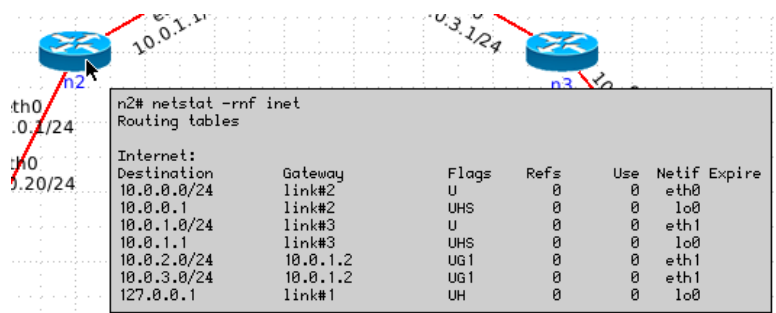 10.0.1.1/
0.3.1/24
n2
n3
10.
th0
.0.1/24
th0
0.20/24
n2# netstat -rnf inet
Routing tables
Internet:
Destination Gateway Flags Refs Use Netif Expire
10.0.0.0/24 link#2 U 0 0 eth0
10.0.0.1 link#2 UHS 0 0 lo0
10.0.1.0/24 link#3 U 0 0 eth1
10.0.1.1 link#3 UHS 0 0 lo0
10.0.2.0/24 10.0.1.2 UG1 0 0 eth1
10.0.3.0/24 10.0.1.2 UG1 0 0 eth1
127.0.0.1 link#1 UH 0 0 lo0